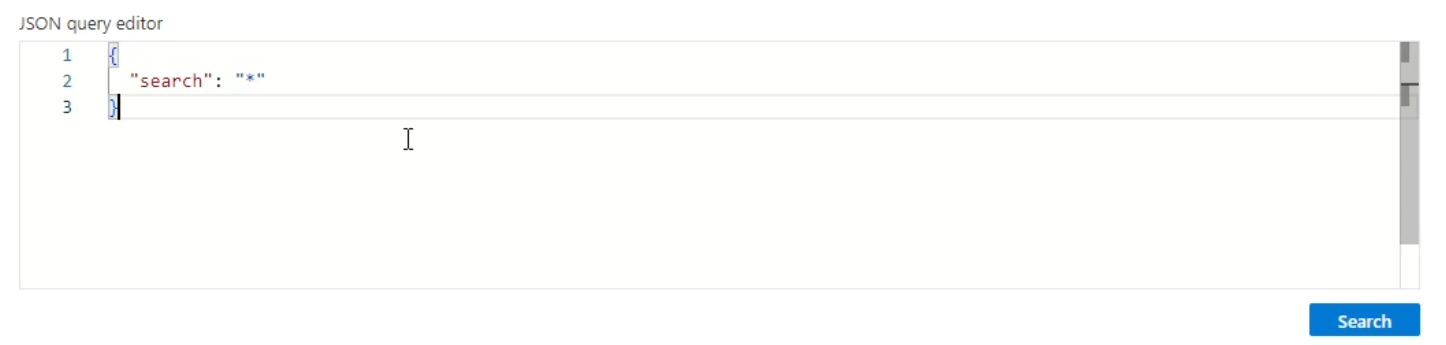 JSON query editor
1 {
2 "search": "*"
3 }
Search